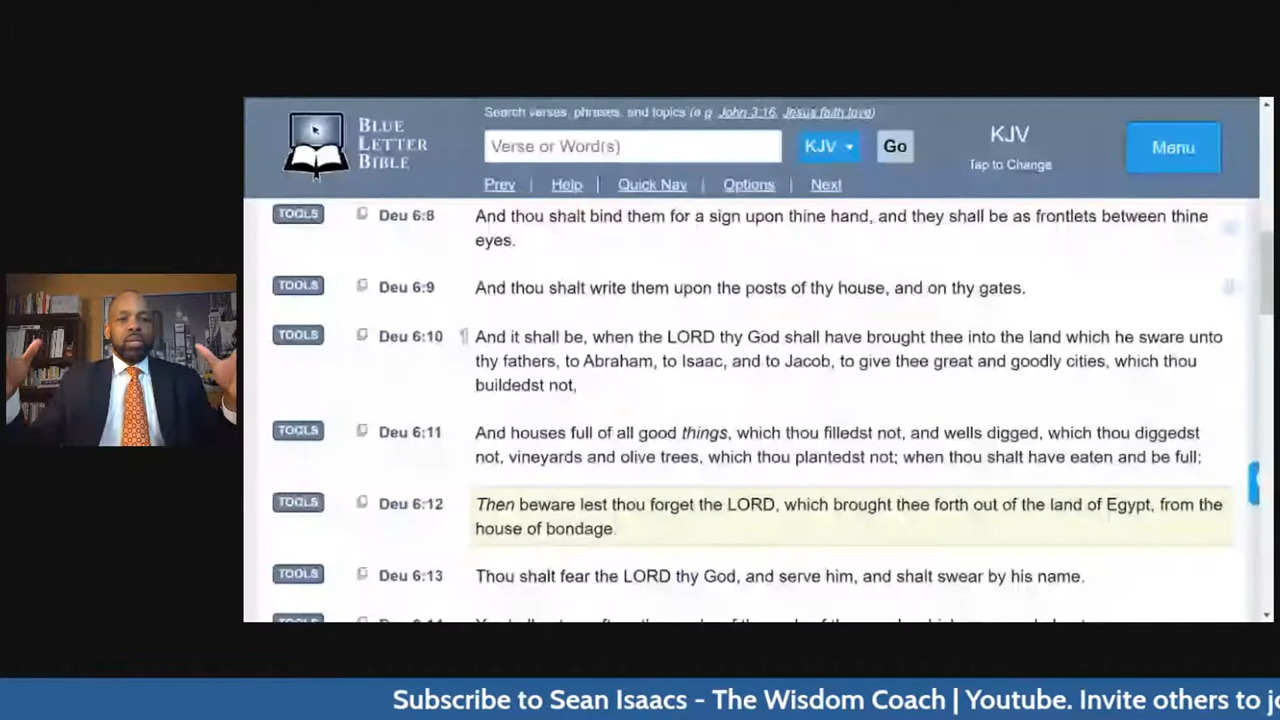 Search verses, phrases, and topics (e.g. John 3:16, Jesus faith love)
BLUE
LETTER
BIBLE
Verse or Word(s)
KJV
Go
KJV
Tap to Change
Menu
Prev | Help | Quick Nav | Options | Next
TOOLS Deu 6:8 And thou shalt bind them for a sign upon thine hand, and they shall be as frontlets between thine
eyes.
TOOLS Deu 6:9 And thou shalt write them upon the posts of thy house, and on thy gates.
TOOLS Deu 6:10 ¶ And it shall be, when the LORD thy God shall have brought thee into the land which he sware unto
thy fathers, to Abraham, to Isaac, and to Jacob, to give thee great and goodly cities, which thou
buildedst not,
TOOLS Deu 6:11 And houses full of all good things, which thou filledst not, and wells digged, which thou diggedst
not, vineyards and olive trees, which thou plantedst not; when thou shalt have eaten and be full;
TOOLS Deu 6:12 Then beware lest thou forget the LORD, which brought thee forth out of the land of Egypt, from the
house of bondage.
TOOLS Deu 6:13 Thou shalt fear the LORD thy God, and serve him, and shalt swear by his name.
Subscribe to Sean Isaacs - The Wisdom Coach | Youtube. Invite others to